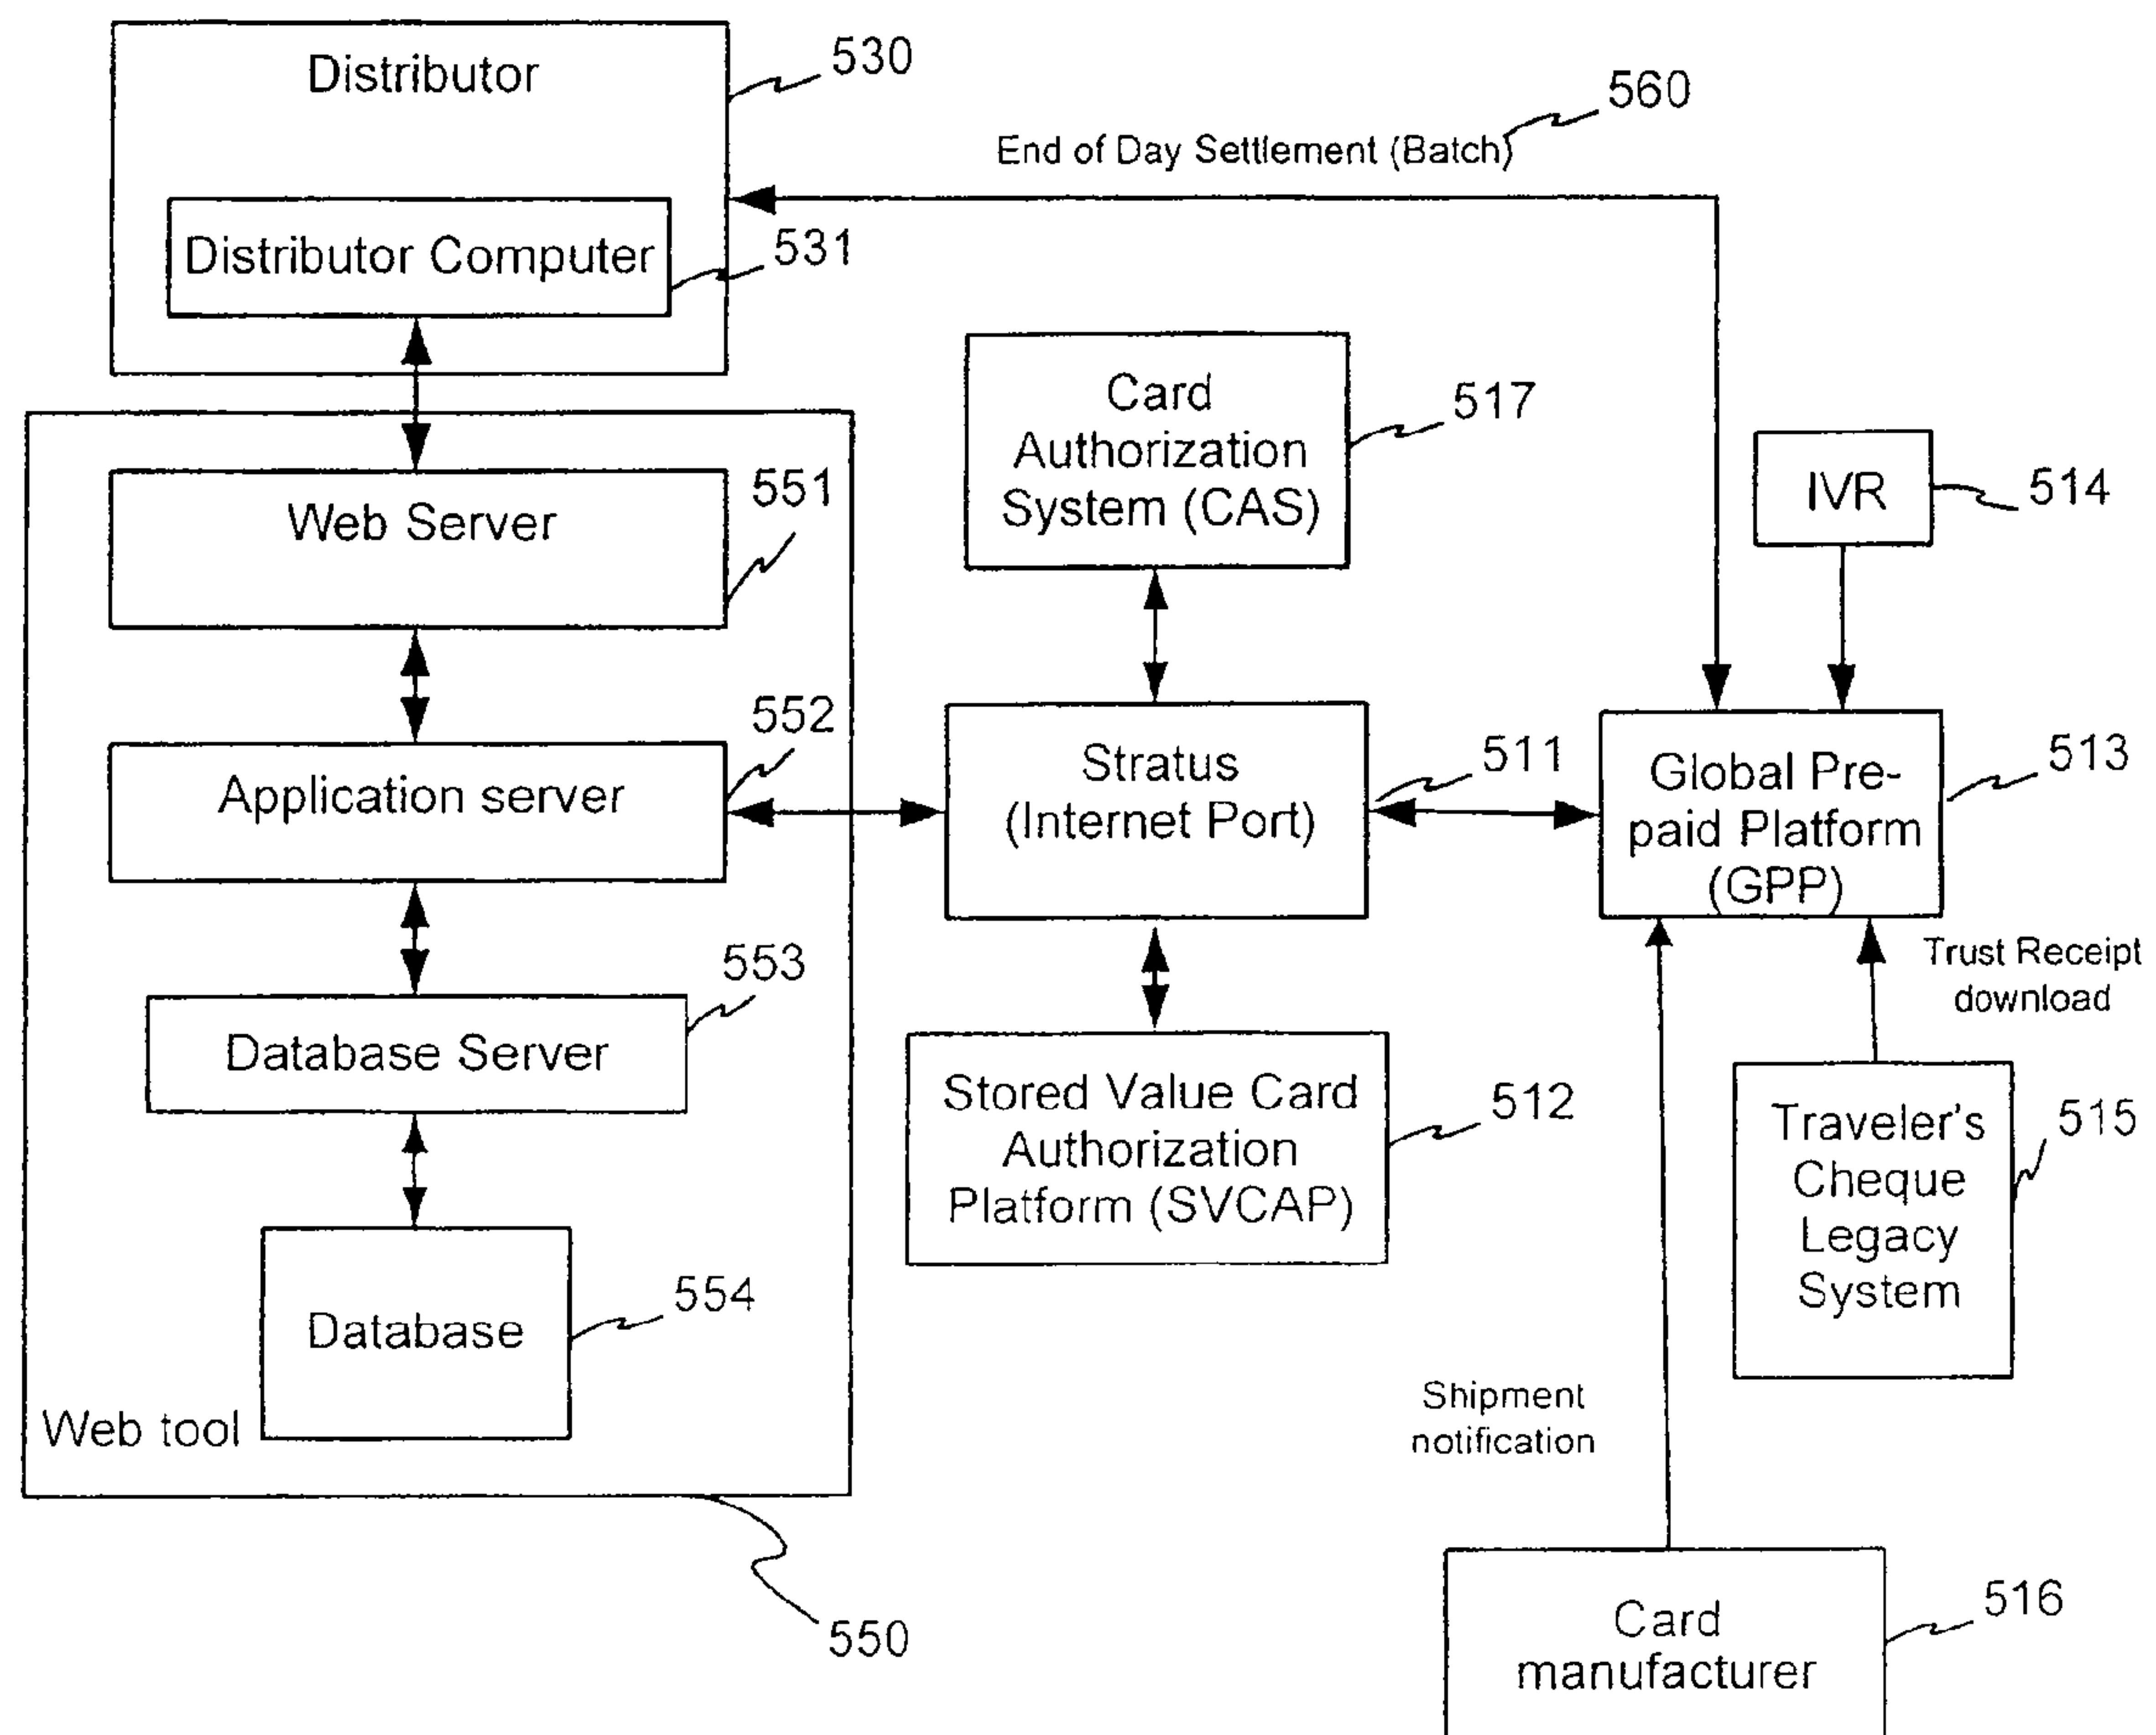 Distributor
530
560
End of Day Settlement (Batch)
Distributor Computer
531
Card
Authorization
System (CAS)
517
IVR
514
Web Server
551
Application server
552
Stratus
(Internet Port)
511
Global Pre-
paid Platform
(GPP)
513
Trust Receipt
download
Database Server
553
Stored Value Card
Authorization
Platform (SVCAP)
512
Traveler's
Cheque
Legacy
System
515
Database
554
Web tool
Shipment
notification
550
Card
manufacturer
516